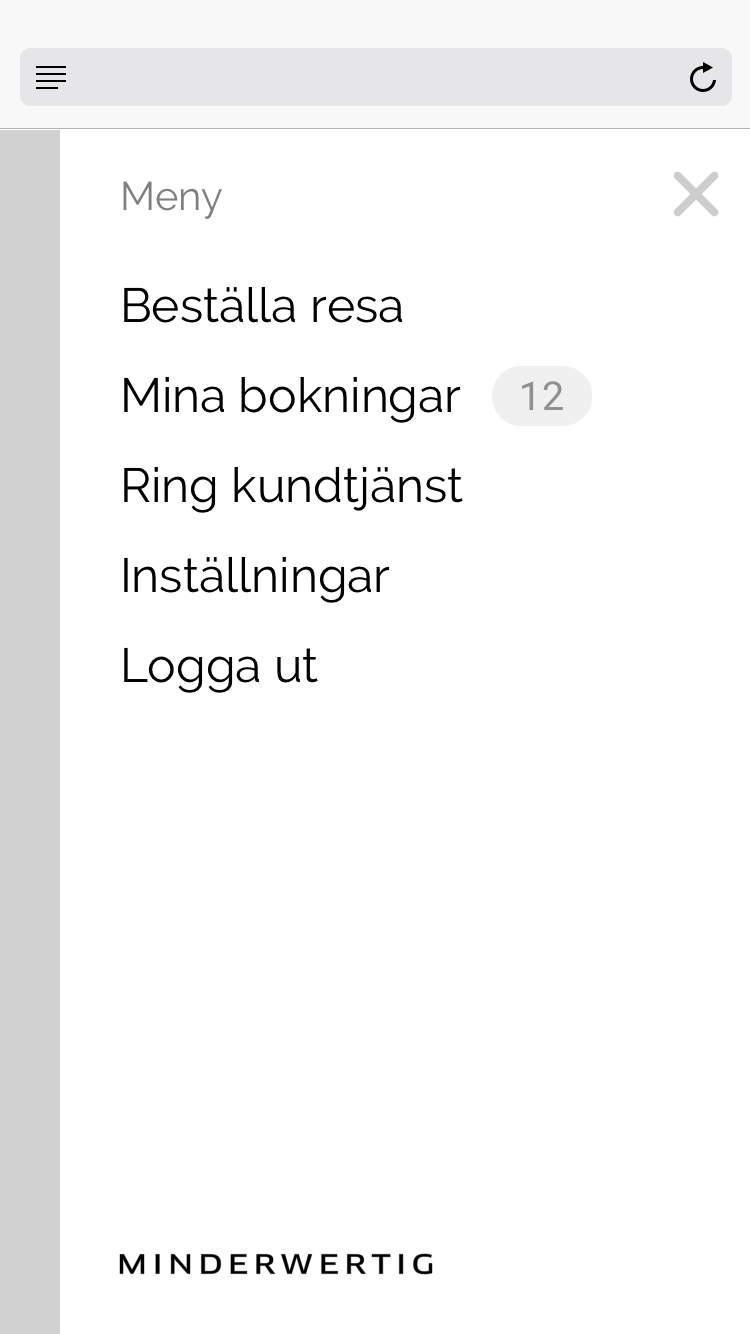 Meny
Beställa resa
Mina bokningar 12
Ring kundtjänst
Inställningar
Logga ut
MINDERWERTIG